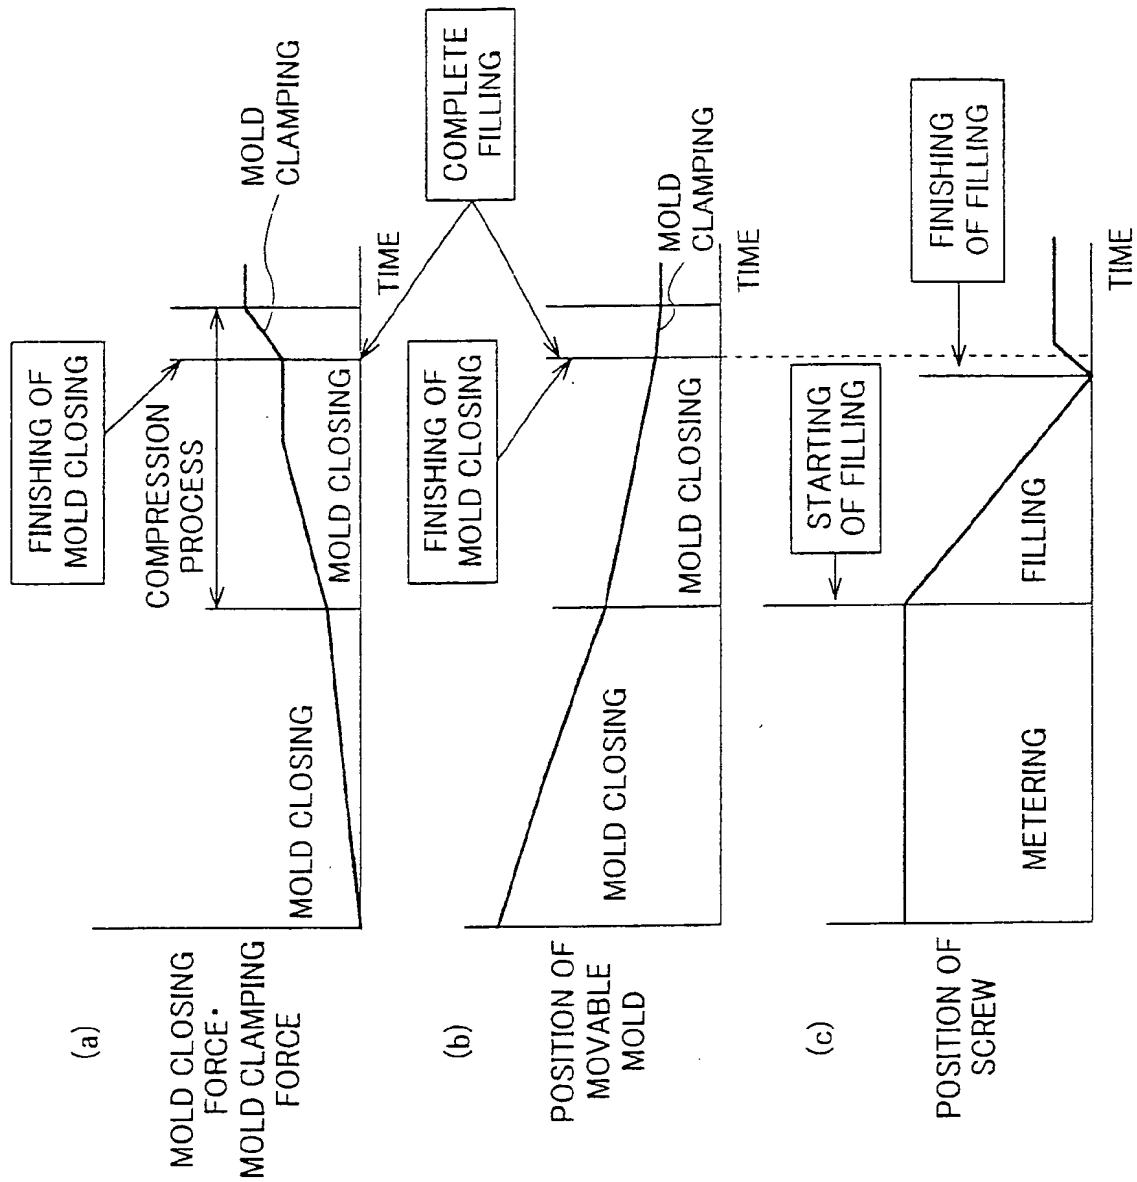 (a)
MOLD CLOSING
FORCE·
MOLD CLAMPING
FORCE
FINISHING OF
MOLD CLOSING
COMPRESSION
PROCESS
MOLD CLOSING
MOLD CLOSING
MOLD
CLAMPING
TIME
COMPLETE
FILLING
(b)
POSITION OF
MOVABLE
MOLD
FINISHING OF
MOLD CLOSING
MOLD CLOSING
MOLD CLOSING
MOLD
CLAMPING
TIME
(c)
POSITION OF
SCREW
STARTING
OF FILLING
FINISHING
OF FILLING
METERING
FILLING
TIME